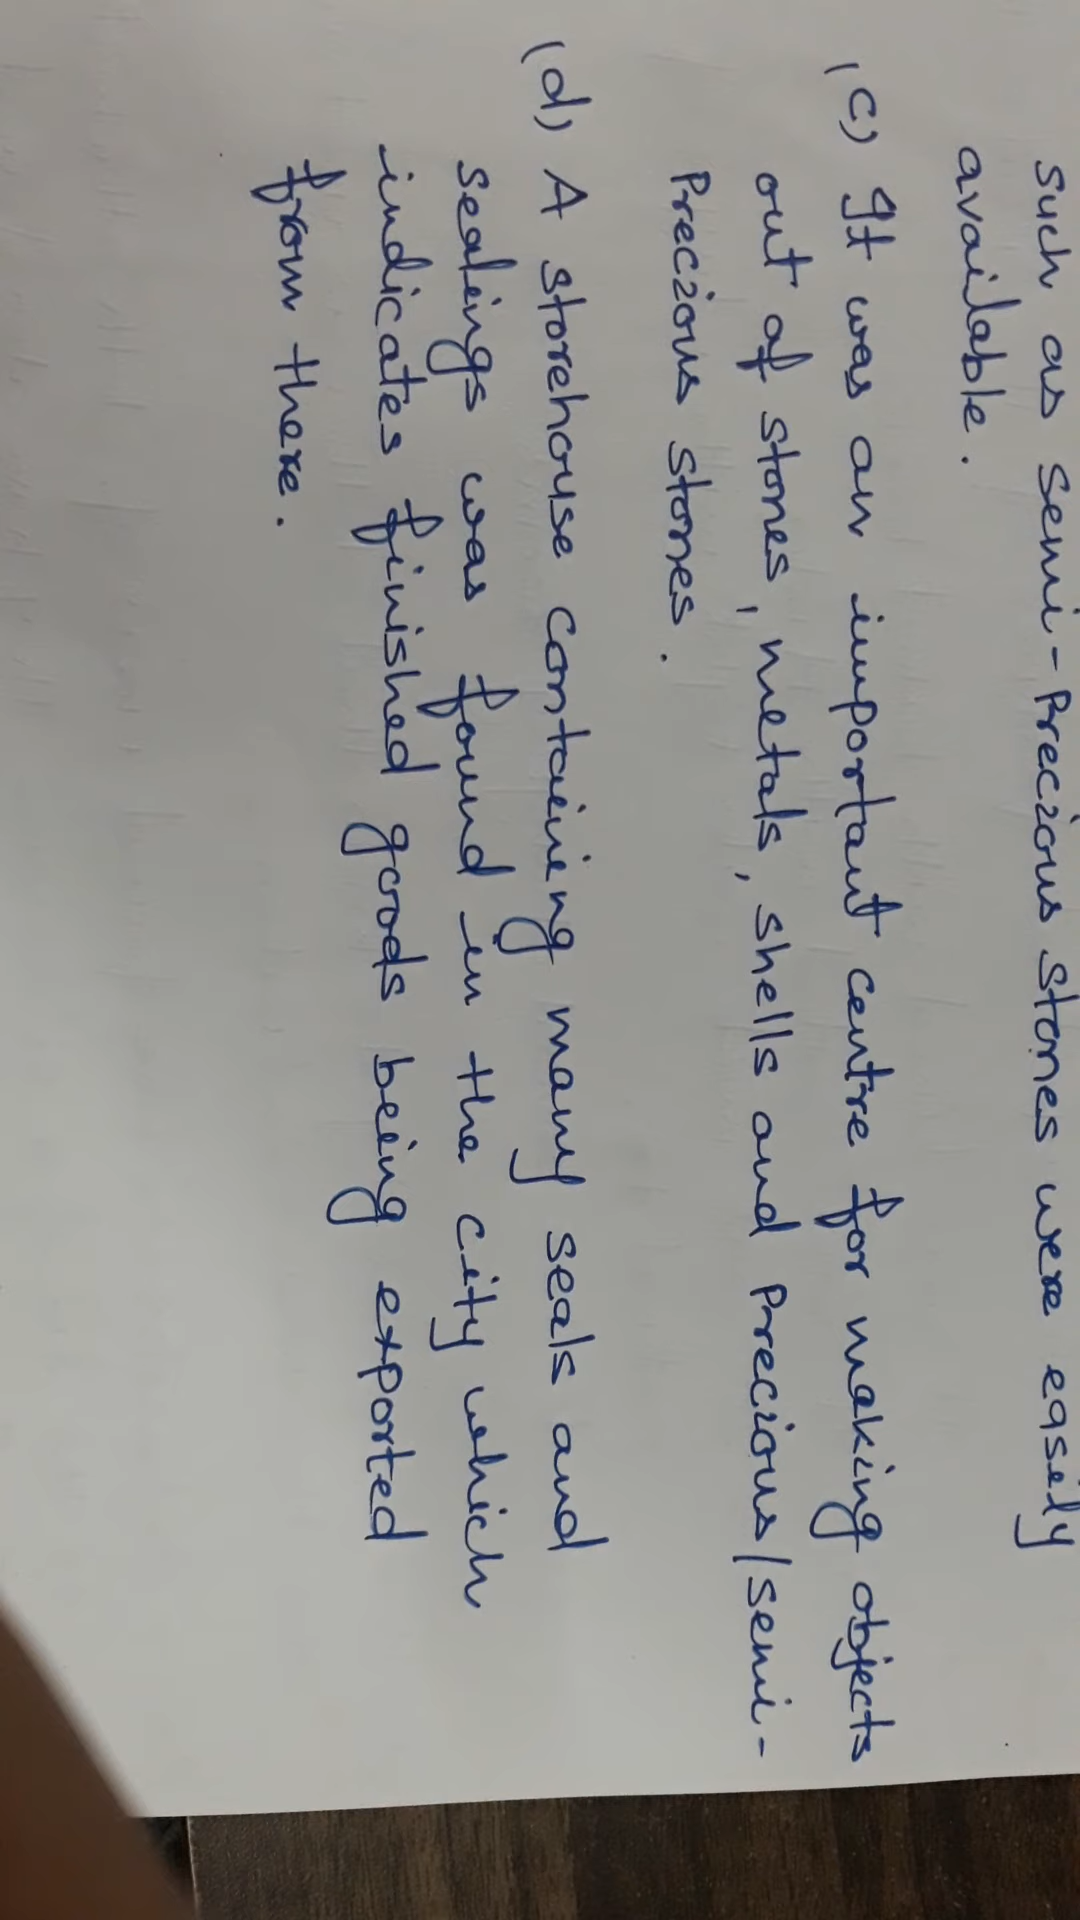 such as semi-Precious stones were easily
available.
(c) It was an important centre for making objects
out of stones, metals, shells and Precious/semi-
Precious stones.
(d) A storehouse containing many seals and
sealings was found in the city which
indicates finished goods being exported
from there.